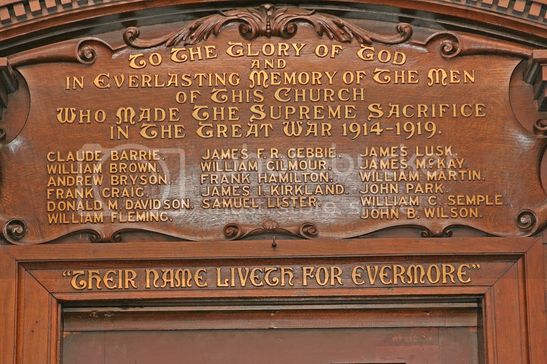 TO THE GLORY OF GOD
AND
IN EVERLASTING MEMORY OF THE MEN
OF THIS CHURCH
WHO MADE THE SUPREME SACRIFICE
IN THE GREAT WAR 1914-1919.
CLAUDE BARRIE. JAMES F. R. GEBBIE. JAMES LUSK.
WILLIAM BROWN. WILLIAM GILMOUR. JAMES McKAY.
ANDREW BRYSON. FRANK HAMILTON. WILLIAM MARTIN.
FRANK CRAIG. JAMES I. KIRKLAND. JOHN PARK.
DONALD M. DAVIDSON. SAMUEL LISTER. WILLIAM C. SEMPLE.
WILLIAM FLEMING. JOHN B. WILSON.
"THEIR NAME LIVETH FOR EVERMORE"